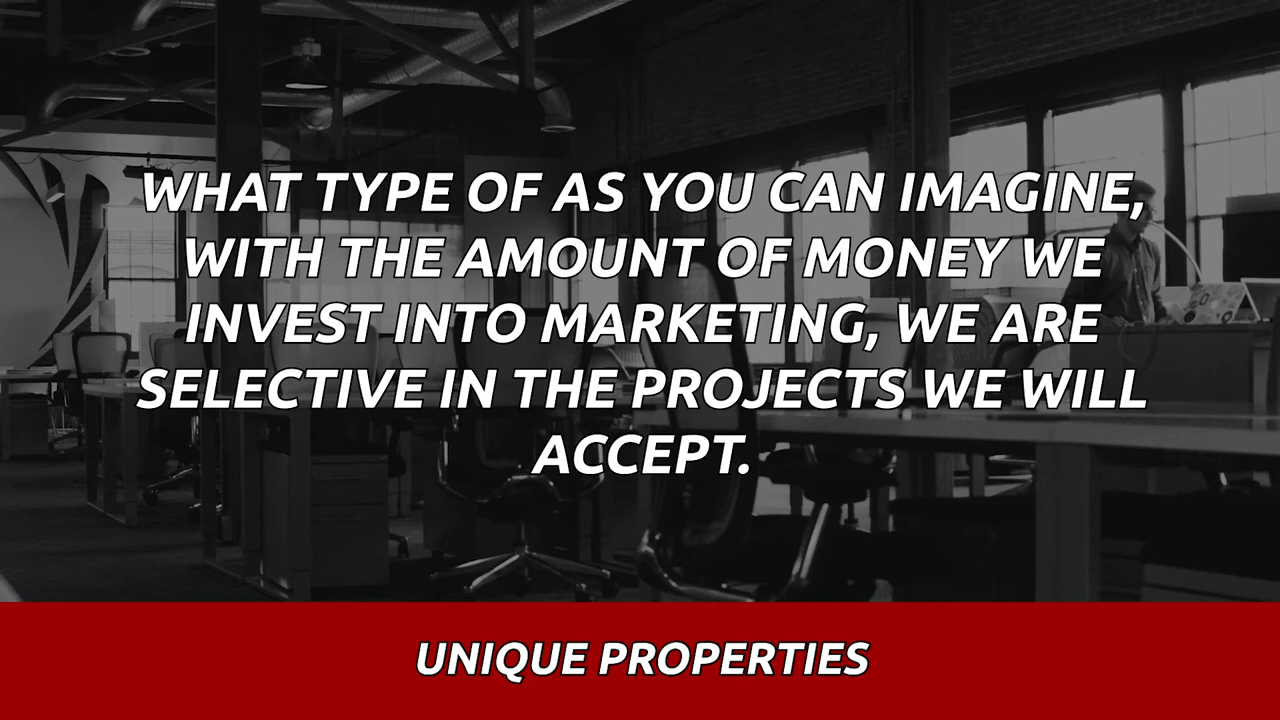 WHAT TYPE OF AS YOU CAN IMAGINE,
WITH THE AMOUNT OF MONEY WE
INVEST INTO MARKETING, WE ARE
SELECTIVE IN THE PROJECTS WE WILL
ACCEPT.
UNIQUE PROPERTIES